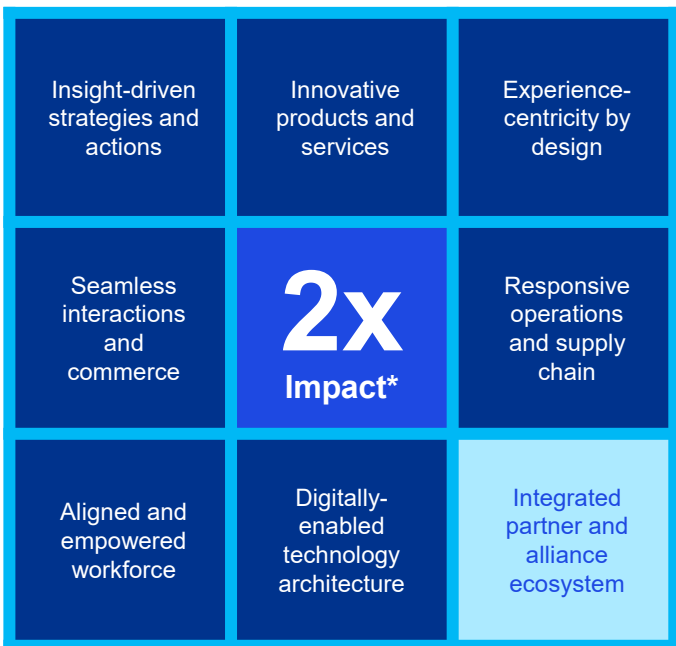 Insight-driven
strategies and
actions
Innovative
products and
services
Experience-
centricity by
design
Seamless
interactions
and
commerce
2x
Impact*
Responsive
operations
and supply
chain
Aligned and
empowered
workforce
Digitally-
enabled
technology
architecture
Integrated
partner and
alliance
ecosystem